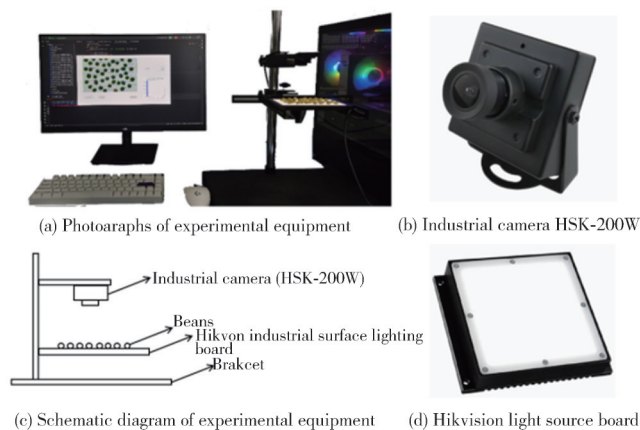 (a) Photoaraphs of experimental equipment
(b) Industrial camera HSK-200W
Industrial camera (HSK-200W)
Beans
Hikvon industrial surface lighting
board
Brakcet
(c) Schematic diagram of experimental equipment
(d) Hikvision light source board